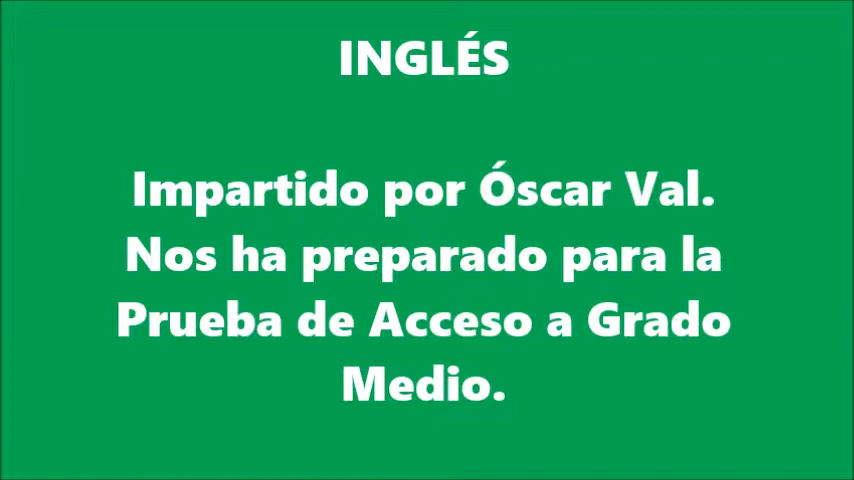 INGLÉS
Impartido por Óscar Val.
Nos ha preparado para la
Prueba de Acceso a Grado
Medio.